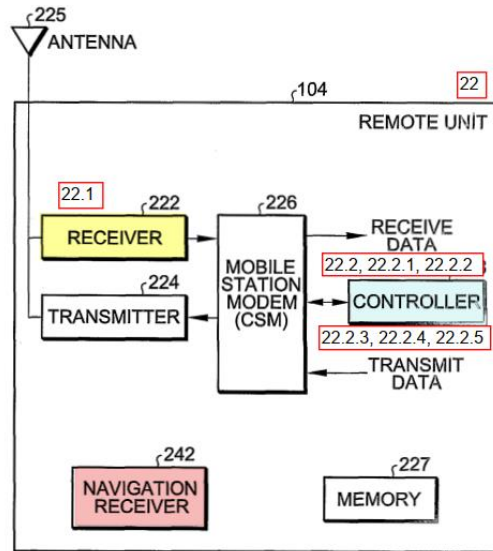 225
ANTENNA
104
22
REMOTE UNIT
22.1
222
RECEIVER
226
RECEIVE
DATA
22.2, 22.2.1, 22.2.2
224
TRANSMITTER
MOBILE
STATION
MODEM
(CSM)
CONTROLLER
22.2.3, 22.2.4, 22.2.5
TRANSMIT
DATA
242
NAVIGATION
RECEIVER
227
MEMORY